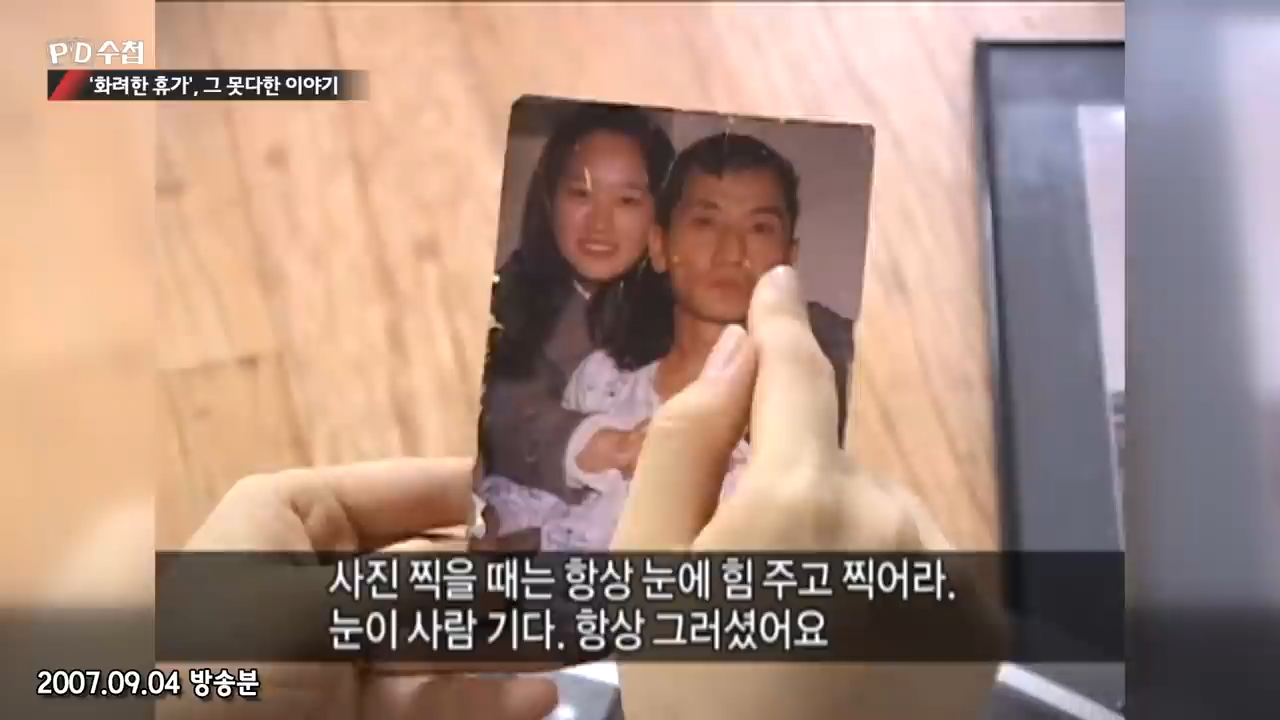 PD수첩
'화려한 휴가', 그 못다한 이야기
사진 찍을 때는 항상 눈에 힘 주고 찍어라.
눈이 사람 기다. 항상 그러셨어요
2007.09.04 방송분